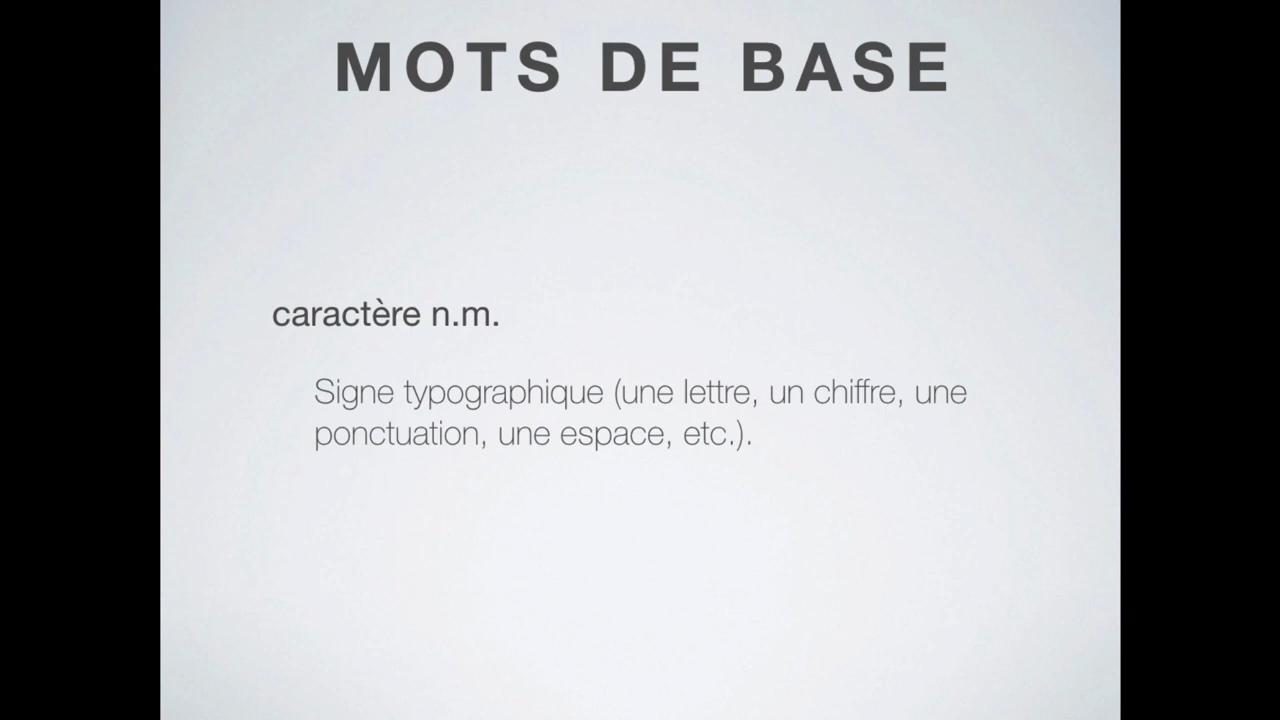 MOTS DE BASE
caractère n.m.
Signe typographique (une lettre, un chiffre, une
ponctuation, une espace, etc.).